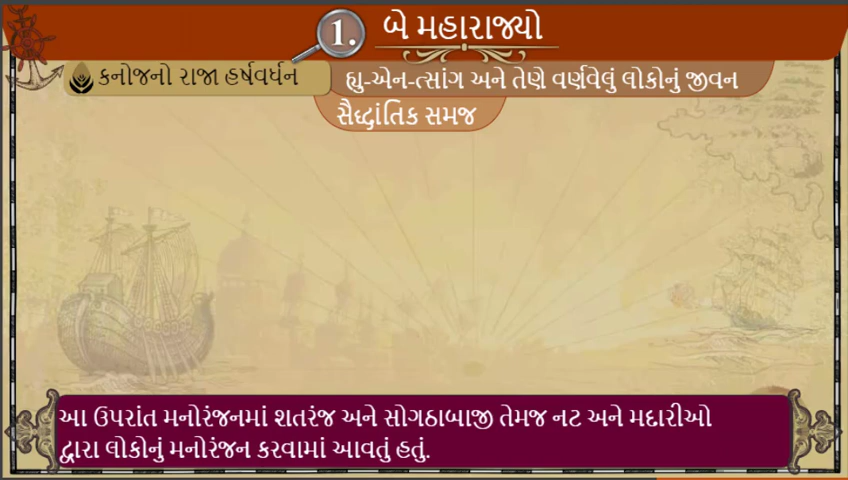 1. બે મહારાજ્યો
કનોજનો રાજા હર્ષવર્ધન
હ્યુ-એન-ત્સાંગ અને તેણે વર્ણવેલું લોકોનું જીવન
સૈદ્ધાંતિક સમજ
આ ઉપરાંત મનોરંજનમાં શતરંજ અને સોગઠાબાજી તેમજ નટ અને મદારીઓ
દ્વારા લોકોનું મનોરંજન કરવામાં આવતું હતું.